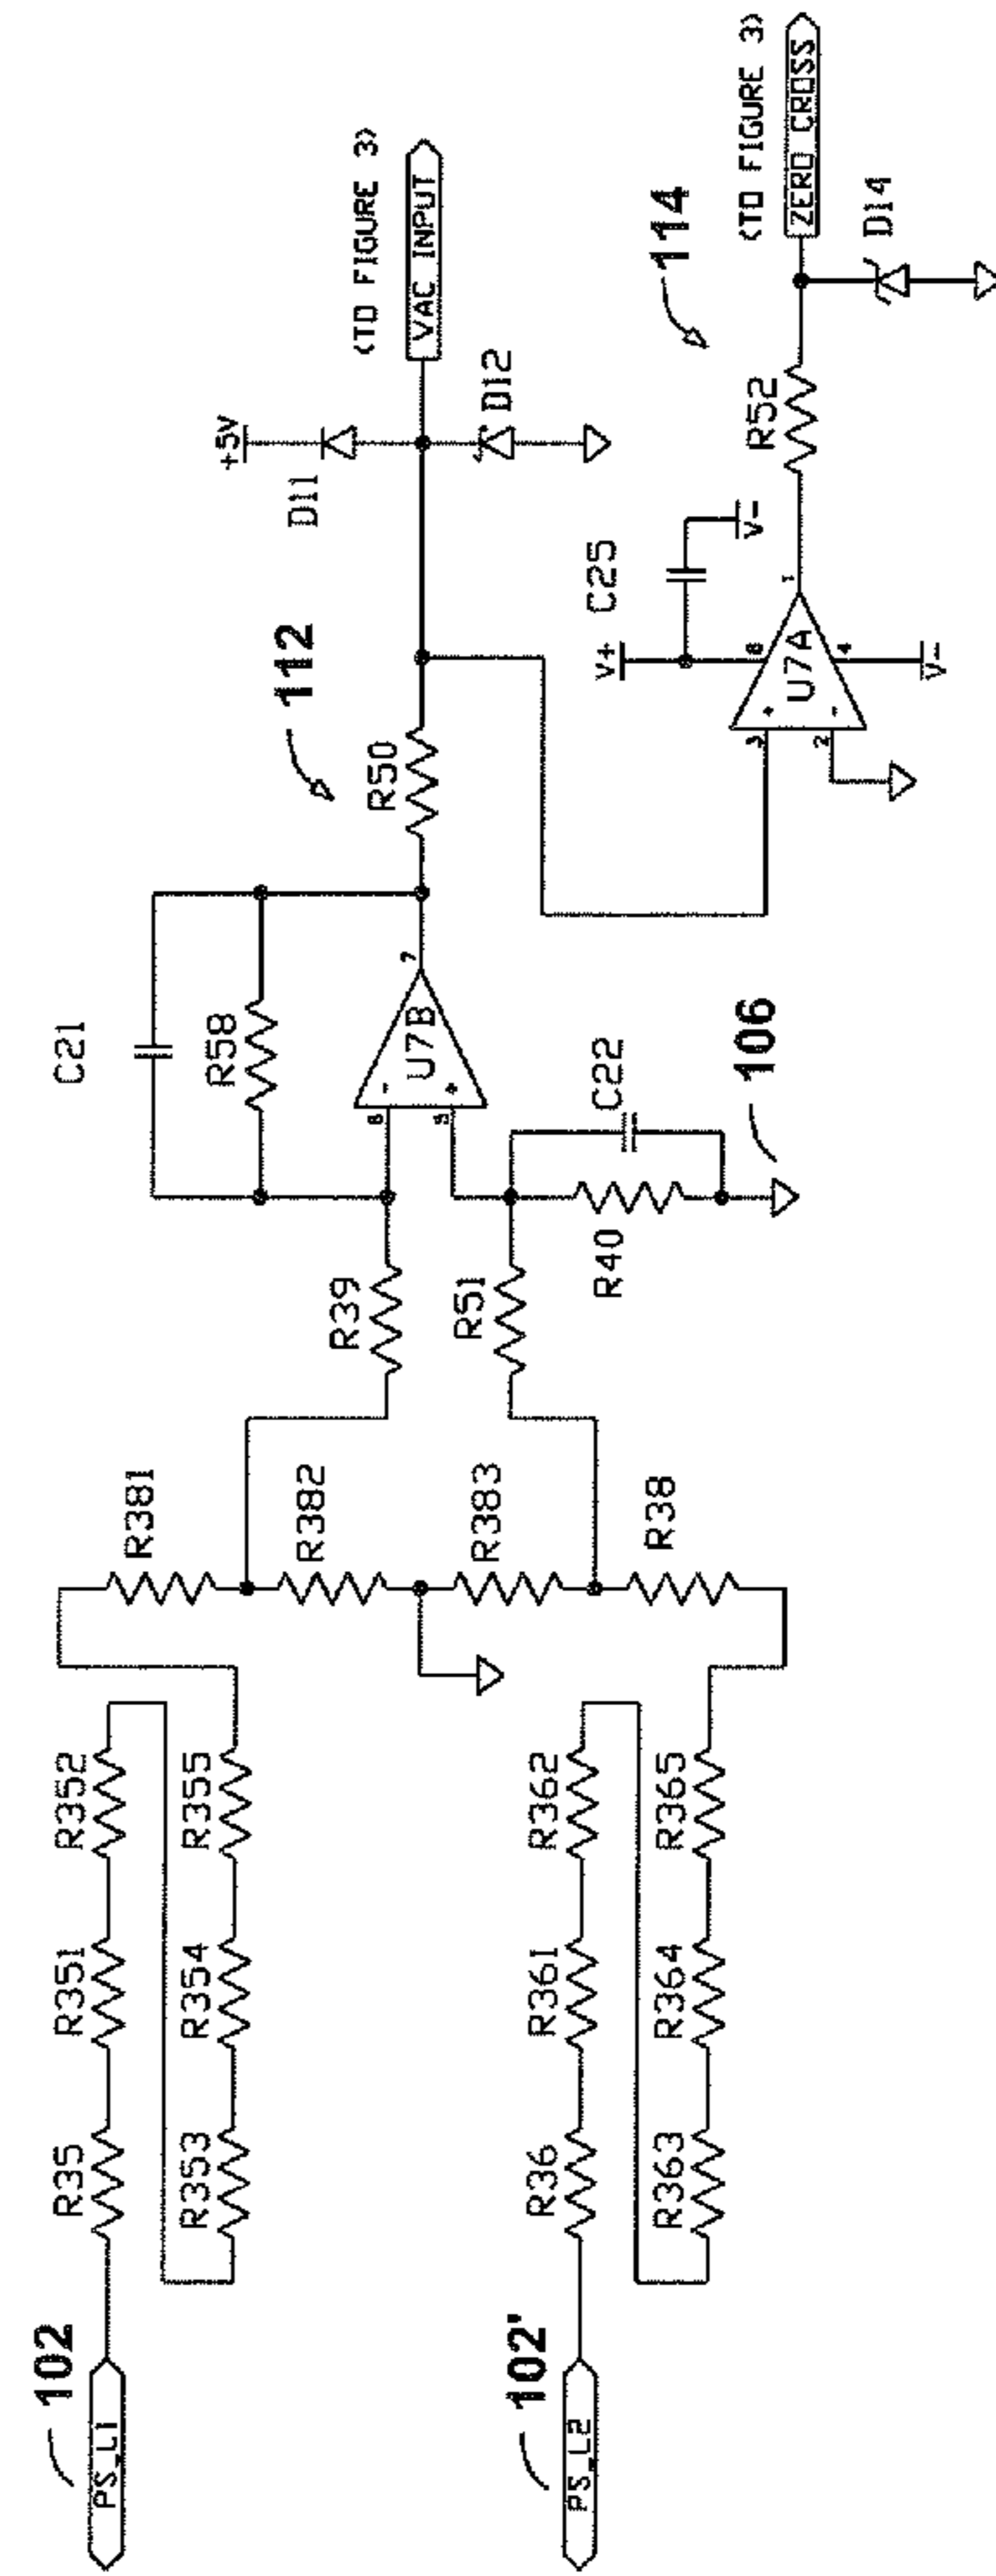 102
PS_L1
R35
R351
R352
R353
R354
R355
R381
R382
R383
R38
102'
PS_L2
R36
R361
R362
R363
R364
R365
R39
R51
R40
C22
106
C21
R58
6
5
-
+
U7B
7
R50
112
D11
+5V
D12
(TO FIGURE 3)
VAC INPUT
3
2
+
-
U7A
8
4
1
V+
C25
V-
V-
R52
114
(TO FIGURE 3)
ZERO CROSS
D14